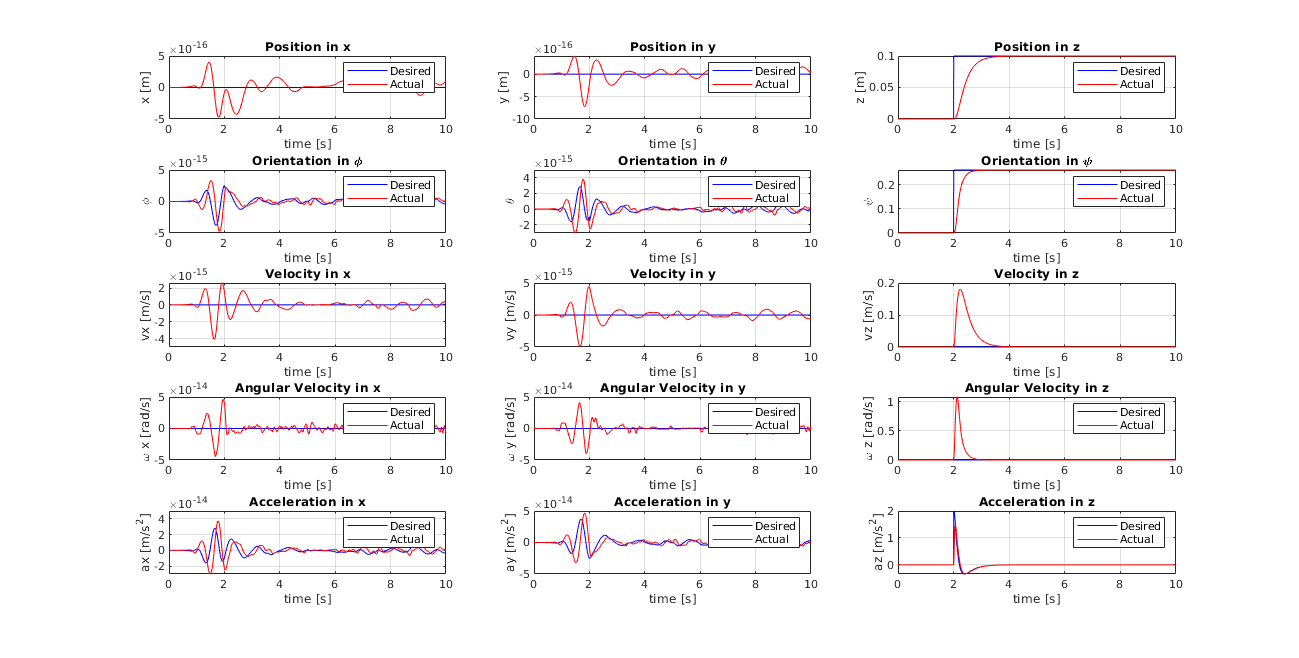 ×10^-16 Position in x
5
0
-5
x [m]
0 2 4 6 8 10
time [s]
Desired
Actual
×10^-16 Position in y
0
-5
-10
y [m]
0 2 4 6 8 10
time [s]
Desired
Actual
Position in z
0.1
0.05
0
z [m]
0 2 4 6 8 10
time [s]
Desired
Actual
×10^-15 Orientation in ϕ
5
0
-5
ϕ
0 2 4 6 8 10
time [s]
Desired
Actual
×10^-15 Orientation in θ
4
2
0
-2
θ
0 2 4 6 8 10
time [s]
Desired
Actual
Orientation in ψ
0.2
0.1
0
ψ
0 2 4 6 8 10
time [s]
Desired
Actual
×10^-15 Velocity in x
2
0
-2
-4
vx [m/s]
0 2 4 6 8 10
time [s]
×10^-15 Velocity in y
5
0
-5
vy [m/s]
0 2 4 6 8 10
time [s]
Velocity in z
0.2
0.1
0
vz [m/s]
0 2 4 6 8 10
time [s]
×10^-14 Angular Velocity in x
5
0
-5
ω x [rad/s]
0 2 4 6 8 10
time [s]
Desired
Actual
×10^-14 Angular Velocity in y
5
0
-5
ω y [rad/s]
0 2 4 6 8 10
time [s]
Desired
Actual
Angular Velocity in z
1
0.5
0
ω z [rad/s]
0 2 4 6 8 10
time [s]
Desired
Actual
×10^-14 Acceleration in x
4
2
0
-2
ax [m/s²]
0 2 4 6 8 10
time [s]
Desired
Actual
×10^-14 Acceleration in y
5
0
-5
ay [m/s²]
0 2 4 6 8 10
time [s]
Desired
Actual
Acceleration in z
2
1
0
az [m/s²]
0 2 4 6 8 10
time [s]
Desired
Actual